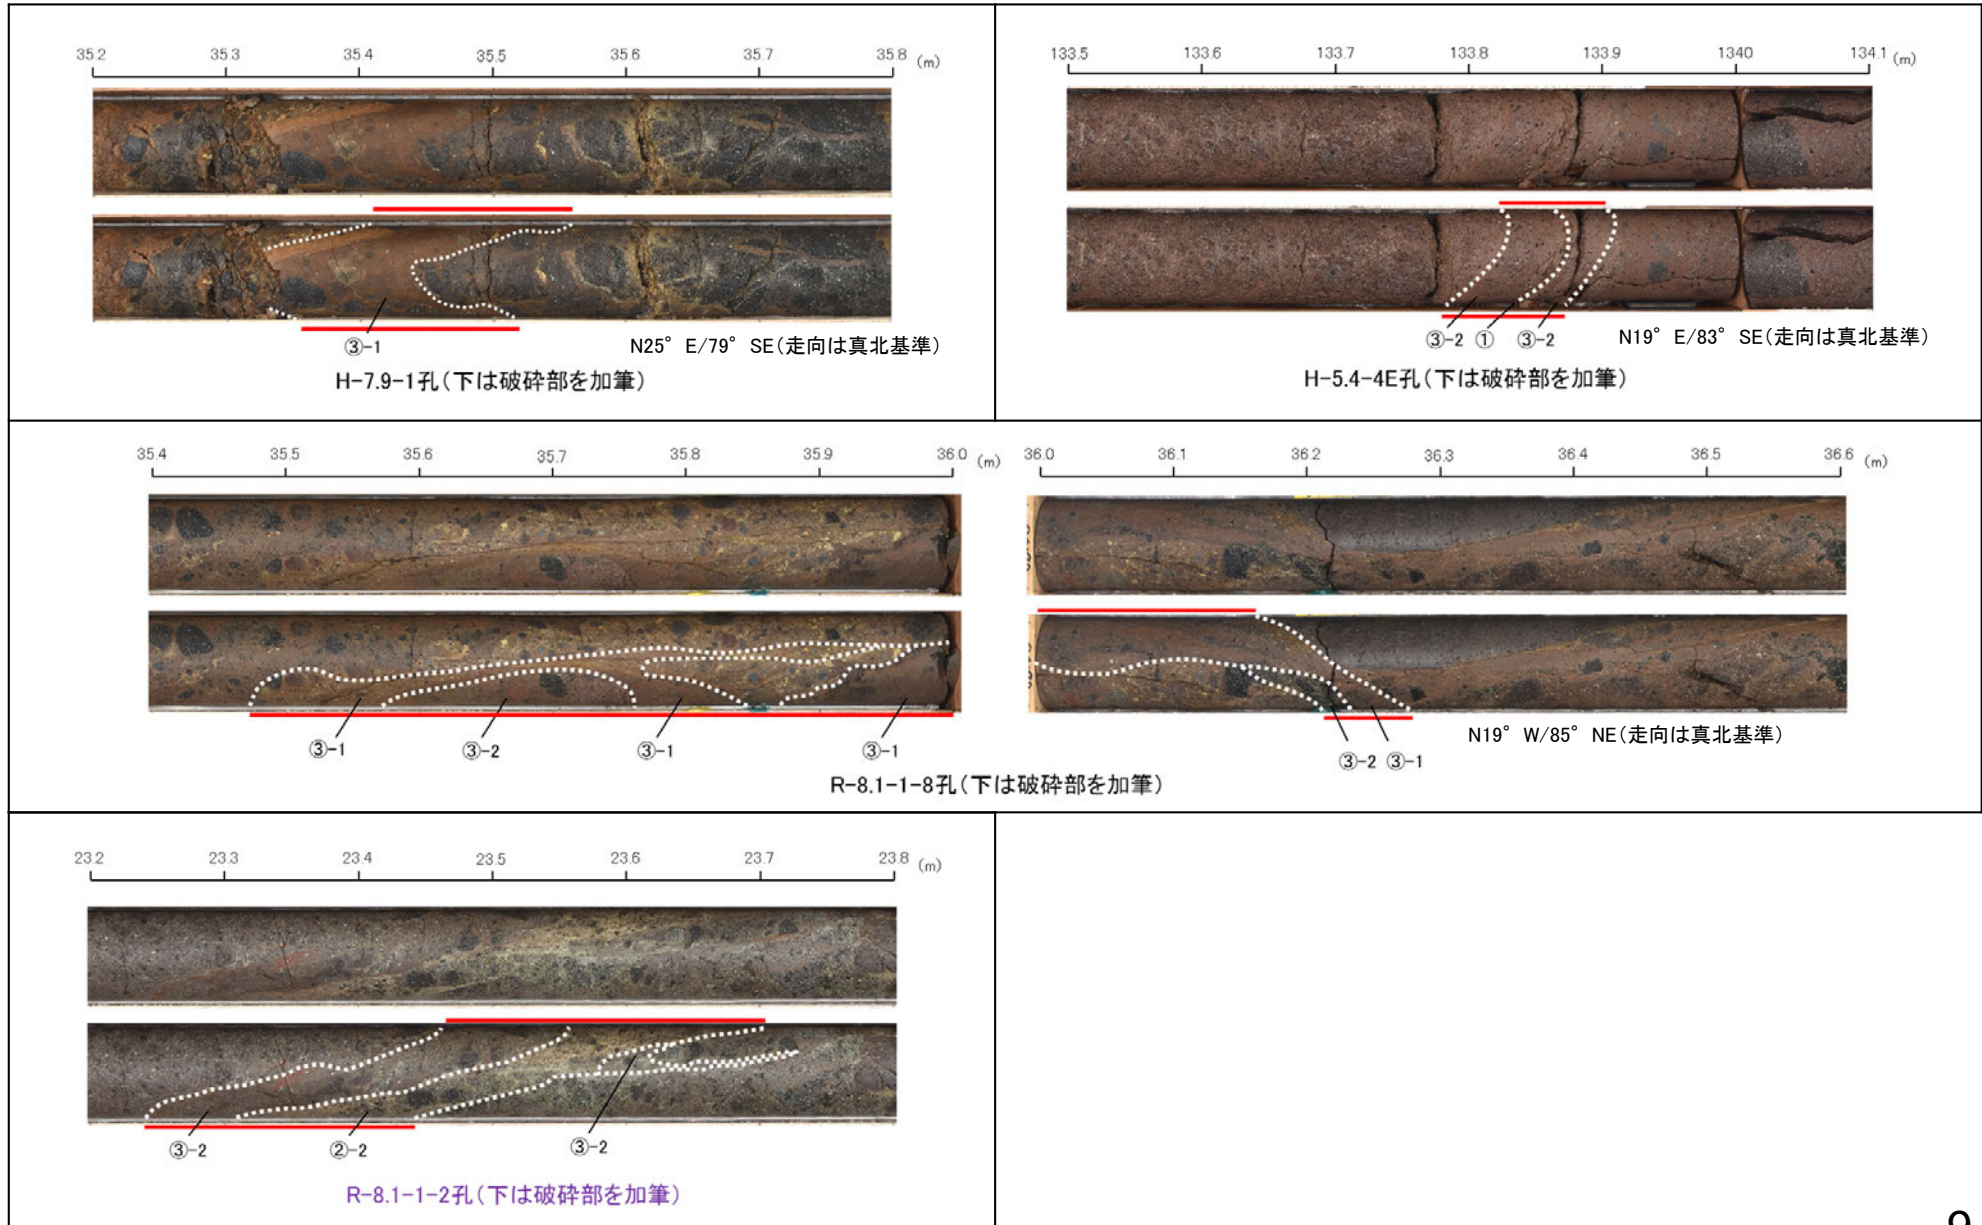 35.2 35.3 35.4 35.5 35.6 35.7 35.8 (m)
③-1
N25°E/79°SE(走向は真北基準)
H-7.9-1孔(下は破砕部を加筆)
133.5 133.6 133.7 133.8 133.9 134.0 134.1 (m)
③-2 ① ③-2
N19°E/83°SE(走向は真北基準)
H-5.4-4E孔(下は破砕部を加筆)
35.4 35.5 35.6 35.7 35.8 35.9 36.0 (m)
③-1 ③-2 ③-1 ③-1
36.0 36.1 36.2 36.3 36.4 36.5 36.6 (m)
N19°W/85°NE(走向は真北基準)
③-2 ③-1
R-8.1-1-8孔(下は破砕部を加筆)
23.2 23.3 23.4 23.5 23.6 23.7 23.8 (m)
③-2 ②-2 ③-2
R-8.1-1-2孔(下は破砕部を加筆)